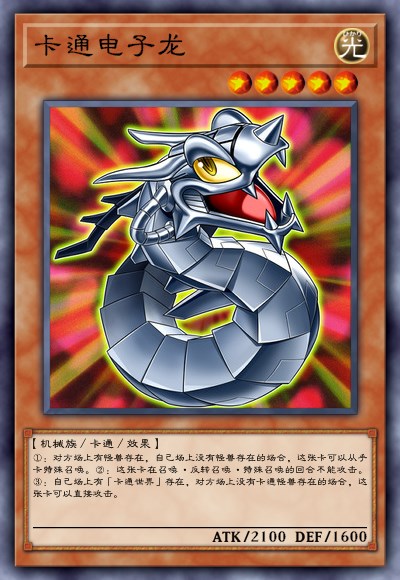 卡通电子龙
光
ひかり
【机械族/卡通/效果】
①：对方场上有怪兽存在，自己场上没有怪兽存在的场合，这张卡可以从手
卡特殊召唤。②：这张卡在召唤·反转召唤·特殊召唤的回合不能攻击。
③：自己场上有「卡通世界」存在，对方场上没有卡通怪兽存在的场合，这
张卡可以直接攻击。
ATK/2100 DEF/1600